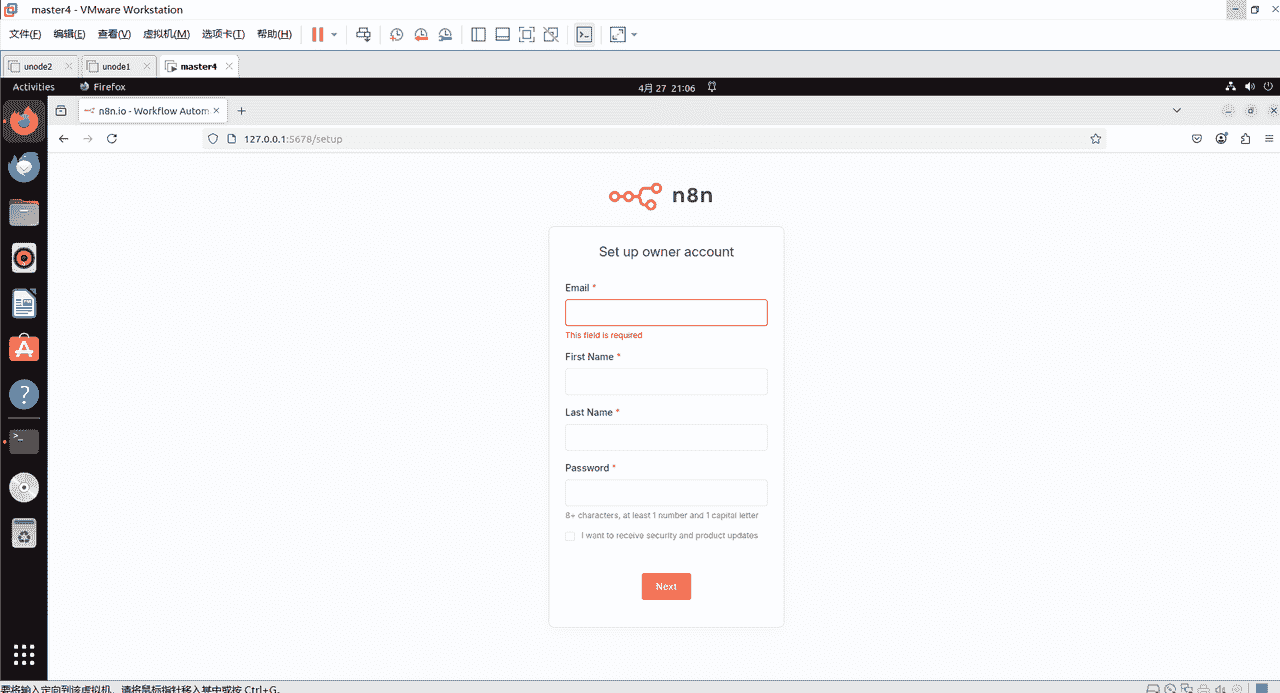 master4 - VMware Workstation
文件(F) 编辑(E) 查看(V) 虚拟机(M) 选项卡(T) 帮助(H)
unode2 unode1 master4
Activities Firefox 4月 27 21:06
n8n.io - Workflow Autom
127.0.0.1:5678/setup
n8n
Set up owner account
Email *
This field is required
First Name *
Last Name *
Password *
8+ characters, at least 1 number and 1 capital letter
I want to receive security and product updates
Next
要将输入定向到该虚拟机，请将鼠标指针移入其中或按 Ctrl+G。